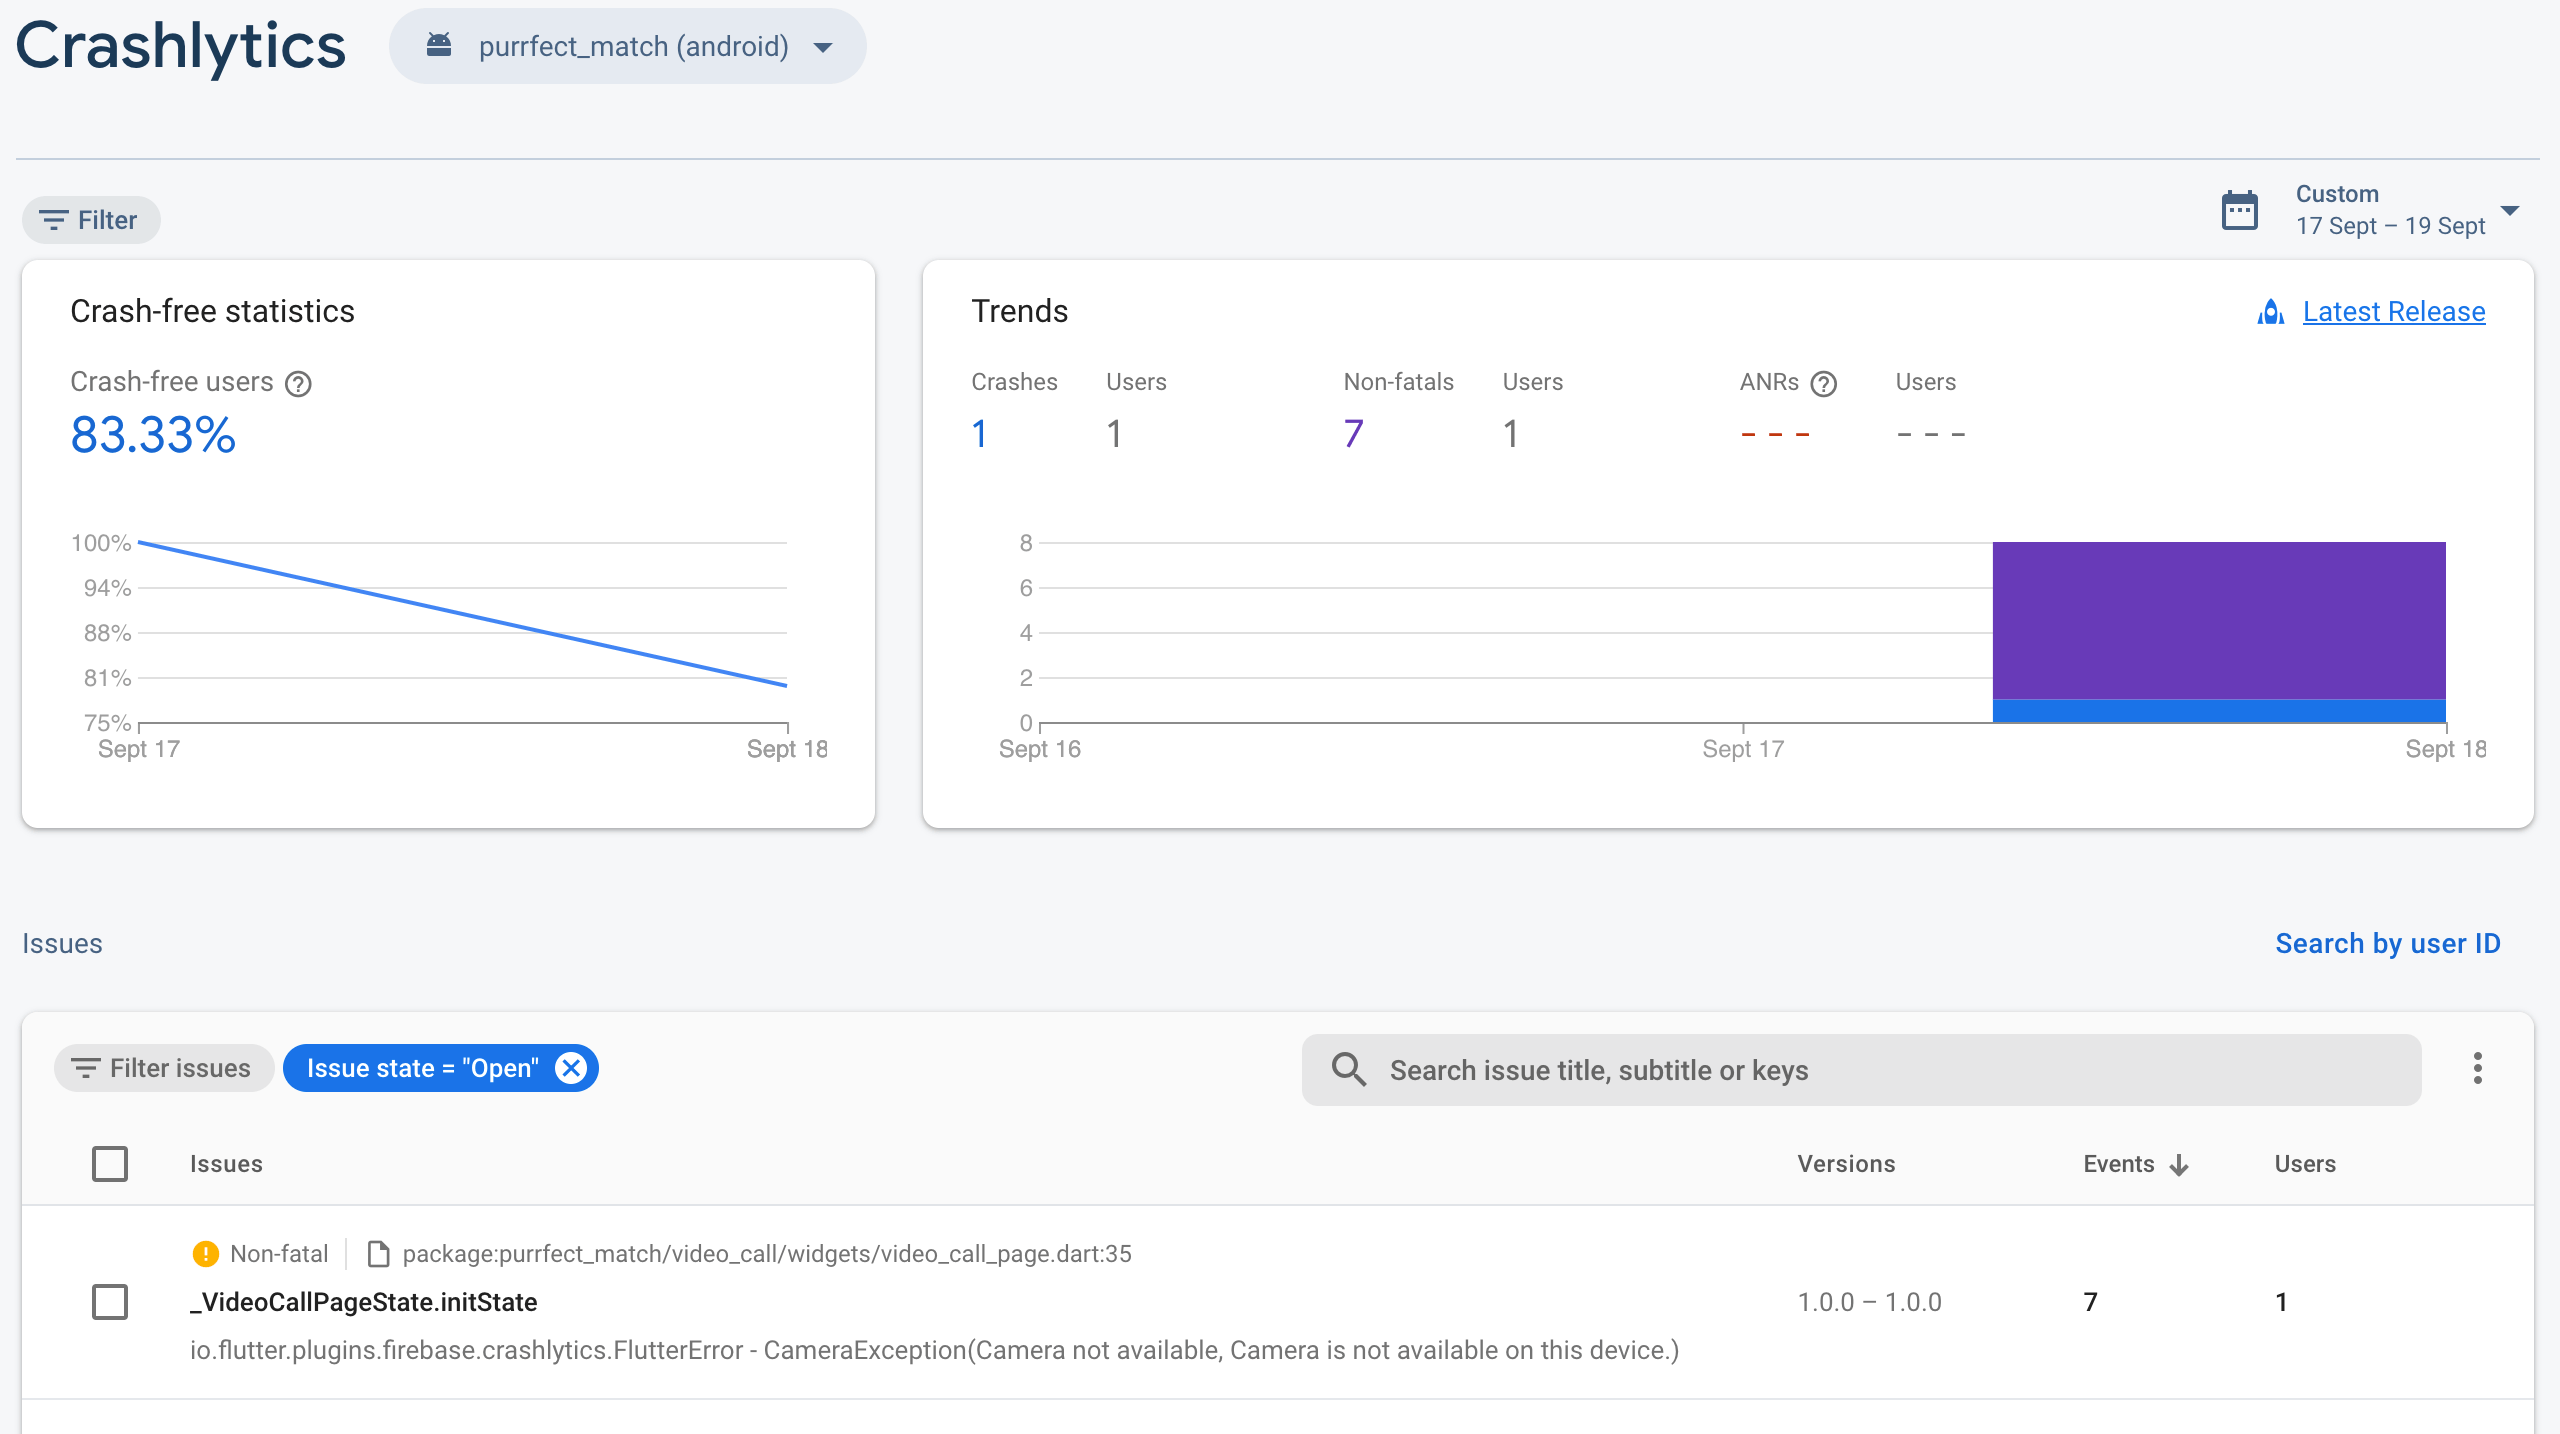 Crashlytics
purrfect_match (android)
Filter
Custom
17 Sept – 19 Sept
Crash-free statistics
Crash-free users
83.33%
100%
94%
88%
81%
75%
Sept 17 Sept 18
Trends
Latest Release
Crashes Users Non-fatals Users ANRs Users
1 1 7 1 - - - - - -
8
6
4
2
0
Sept 16 Sept 17 Sept 18
Issues
Search by user ID
Filter issues
Issue state = "Open"
Search issue title, subtitle or keys
Issues Versions Events Users
Non-fatal package:purrfect_match/video_call/widgets/video_call_page.dart:35
_VideoCallPageState.initState 1.0.0 – 1.0.0 7 1
io.flutter.plugins.firebase.crashlytics.FlutterError - CameraException(Camera not available, Camera is not available on this device.)